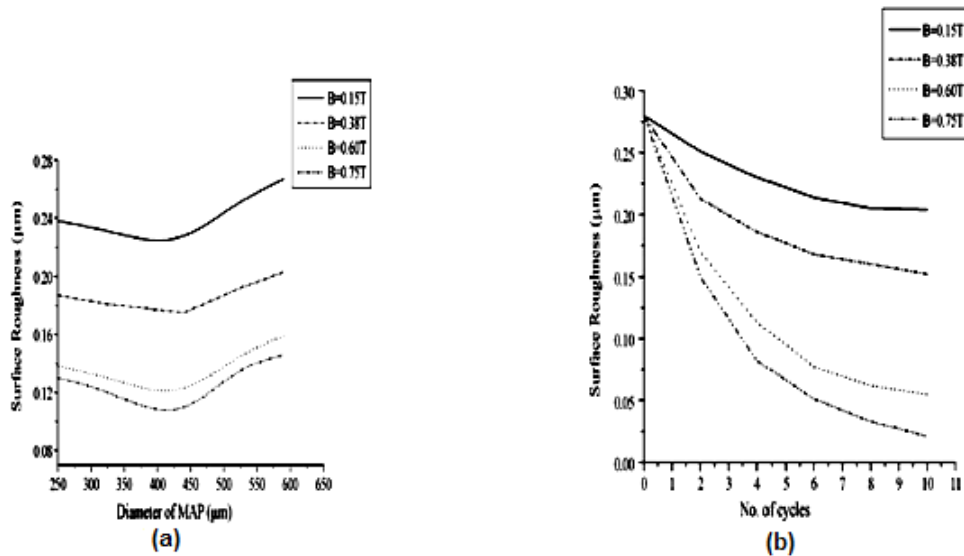 B=0.15T
B=0.38T
B=0.60T
B=0.75T
0.28
0.24
0.20
0.16
0.12
0.08
Surface Roughness (µm)
250 300 350 400 450 500 550 600 650
Diameter of MAP (µm)
(a)
B=0.15T
B=0.38T
B=0.60T
B=0.75T
0.30
0.25
0.20
0.15
0.10
0.05
0.00
Surface Roughness (µm)
0 1 2 3 4 5 6 7 8 9 10 11
No. of cycles
(b)